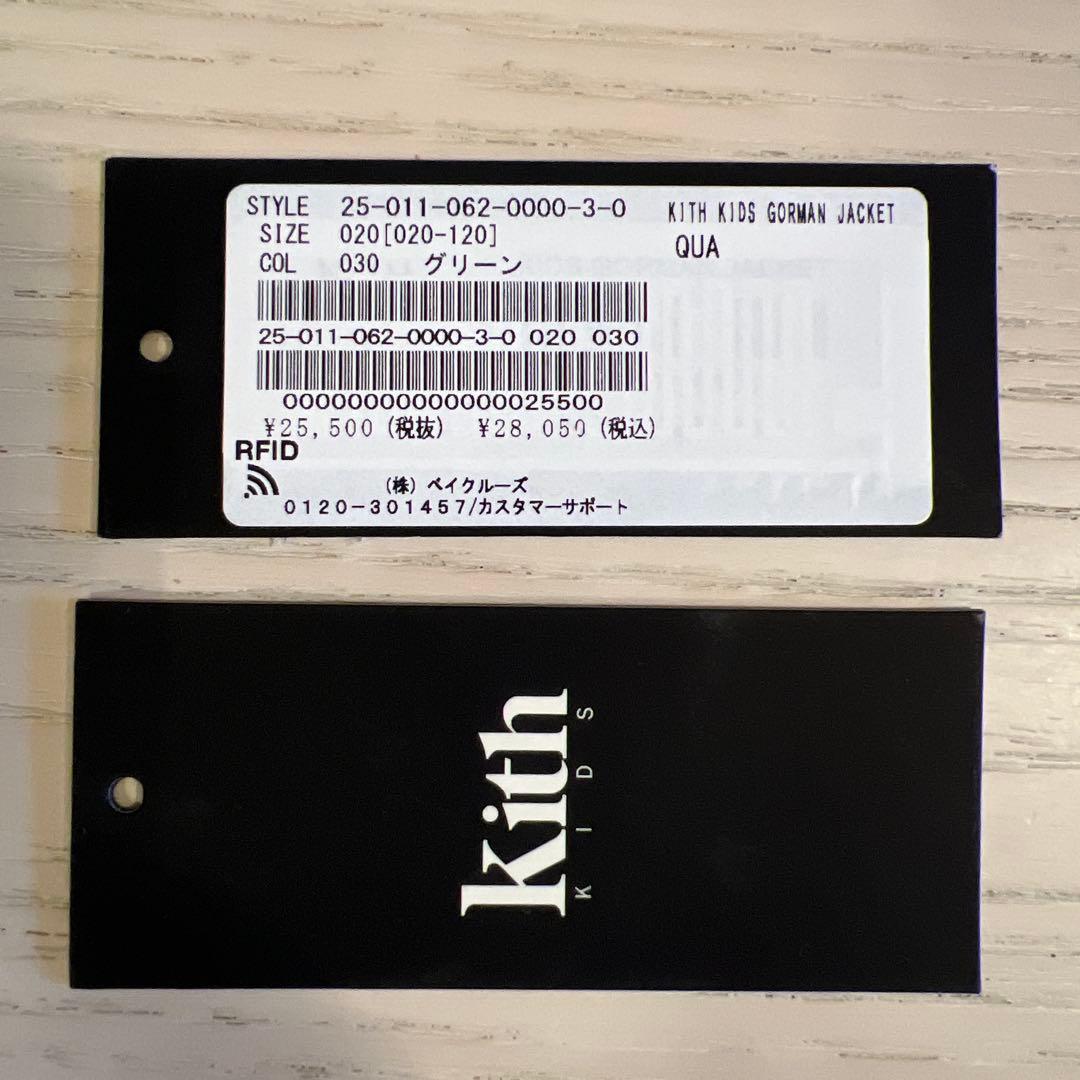 STYLE 25-011-062-0000-3-0 KITH KIDS GORMAN JACKET
SIZE 020[020-120] QUA
COL 030 グリーン
25-011-062-0000-3-0 020 030
00000000000000025500
¥25,500(税抜) ¥28,050(税込)
RFID
(株) ベイクルーズ
0120-301457/カスタマーサポート
Kith
KIDS